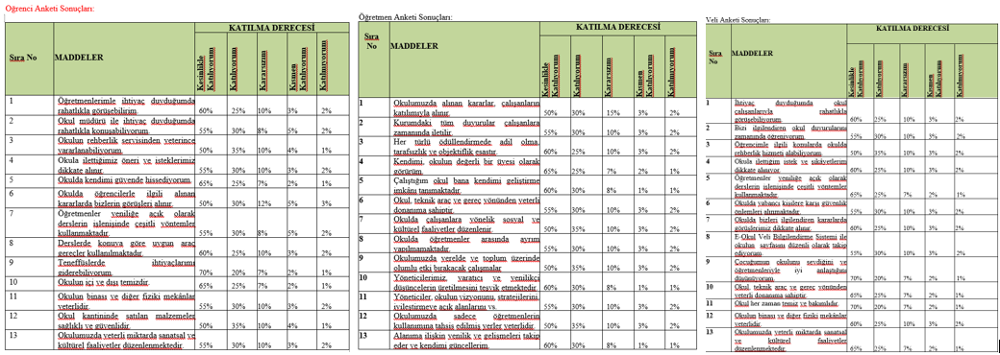 Öğrenci Anketi Sonuçları:
Sıra No MADDELER KATILMA DERECESİ
Kesinlikle Katılıyorum Katılıyorum Kararsızım Kısmen Katılıyorum Katılmıyorum
1 Öğretmenlerimle ihtiyaç duyduğumda
rahatlıkla görüşebilirim. 60% 25% 10% 3% 2%
2 Okul müdürü ile ihtiyaç duyduğumda
rahatlıkla konuşabiliyorum. 55% 30% 8% 5% 2%
3 Okulun rehberlik servisinden yeterince
yararlanabiliyorum. 50% 35% 10% 4% 1%
4 Okula ilettiğimiz öneri ve isteklerimiz
dikkate alınır. 55% 30% 10% 3% 2%
5 Okulda kendimi güvende hissediyorum. 65% 25% 7% 2% 1%
6 Okulda öğrencilerle ilgili alınan
kararlarda bizlerin görüşleri alınır. 50% 30% 12% 5% 3%
7 Öğretmenler yeniliğe açık olarak
derslerin işlenişinde çeşitli yöntemler
kullanmaktadır. 55% 30% 8% 5% 2%
8 Derslerde konuya göre uygun araç
gereçler kullanılmaktadır. 60% 25% 10% 3% 2%
9 Teneffüslerde ihtiyaçlarımı
giderebiliyorum. 70% 20% 7% 2% 1%
10 Okulun içi ve dışı temizdir. 65% 25% 7% 2% 1%
11 Okulun binası ve diğer fiziki mekânlar
yeterlidir. 55% 30% 10% 3% 2%
12 Okul kantininde satılan malzemeler
sağlıklı ve güvenlidir. 50% 35% 10% 4% 1%
13 Okulumuzda yeterli miktarda sanatsal ve
kültürel faaliyetler düzenlenmektedir. 55% 30% 10% 3% 2%
Öğretmen Anketi Sonuçları:
Sıra No MADDELER KATILMA DERECESİ
Kesinlikle Katılıyorum Katılıyorum Kararsızım Kısmen Katılıyorum Katılmıyorum
1 Okulumuzda alınan kararlar, çalışanların
katılımıyla alınır. 50% 30% 15% 3% 2%
2 Kurumdaki tüm duyurular çalışanlara
zamanında iletilir. 55% 30% 10% 3% 2%
3 Her türlü ödüllendirmede adil olma,
tarafsızlık ve objektiflik esastır. 60% 25% 10% 3% 2%
4 Kendimi, okulun değerli bir üyesi olarak
görürüm. 65% 25% 7% 2% 1%
5 Çalıştığım okul bana kendimi geliştirme
imkânı tanımaktadır. 60% 30% 8% 1% 1%
6 Okul, teknik araç ve gereç yönünden yeterli
donanıma sahiptir. 55% 30% 10% 3% 2%
7 Okulda çalışanlara yönelik sosyal ve
kültürel faaliyetler düzenlenir. 50% 35% 10% 3% 2%
8 Okulda öğretmenler arasında ayrım
yapılmamaktadır. 55% 30% 10% 3% 2%
9 Okulumuzda yerelde ve toplum üzerinde
olumlu etki bırakacak çalışmalar 50% 35% 10% 3% 2%
10 Yöneticilerimiz, yaratıcı ve yenilikçi
düşüncelerin üretilmesini teşvik etmektedir. 60% 30% 8% 1% 1%
11 Yöneticiler, okulun vizyonunu, stratejilerini,
iyileştirmeye açık alanlarını vs. 55% 30% 10% 3% 2%
12 Okulumuzda sadece öğretmenlerin
kullanımına tahsis edilmiş yerler yeterlidir. 50% 35% 10% 3% 2%
13 Alanıma ilişkin yenilik ve gelişmeleri takip
eder ve kendimi güncellerim. 60% 30% 8% 1% 1%
Veli Anketi Sonuçları:
Sıra No MADDELER KATILMA DERECESİ
Kesinlikle Katılıyorum Katılıyorum Kararsızım Kısmen Katılıyorum Katılmıyorum
1 İhtiyaç duyduğumda okul
çalışanlarıyla rahatlıkla
görüşebiliyorum. 60% 25% 10% 3% 2%
2 Bizi ilgilendiren okul duyurularını
zamanında öğreniyorum. 55% 30% 10% 3% 2%
3 Öğrencimle ilgili konularda okulda
rehberlik hizmeti alabiliyorum. 50% 35% 10% 3% 2%
4 Okula ilettiğim istek ve şikâyetlerim
dikkate alınıyor. 60% 25% 10% 3% 2%
5 Öğretmenler yeniliğe açık olarak
derslerin işlenişinde çeşitli yöntemler
kullanmaktadır. 65% 25% 7% 2% 1%
6 Okulda yabancı kişilere karşı güvenlik
önlemleri alınmaktadır. 55% 30% 10% 3% 2%
7 Okulda bizleri ilgilendiren kararlarda
görüşlerimiz dikkate alınır. 60% 25% 10% 3% 2%
8 E-Okul Veli Bilgilendirme Sistemi ile
okulun sayfasını düzenli olarak takip
ediyorum. 55% 30% 10% 3% 2%
9 Çocuğumun okulunu sevdiğini ve
öğretmenleriyle iyi anlaştığını
düşünüyorum. 70% 20% 7% 2% 1%
10 Okul, teknik araç ve gereç yönünden
yeterli donanıma sahiptir. 65% 25% 7% 2% 1%
11 Okul her zaman temiz ve bakımlıdır. 70% 20% 7% 2% 1%
12 Okulun binası ve diğer fiziki mekânlar
yeterlidir. 60% 25% 10% 3% 2%
13 Okulumuzda yeterli miktarda sanatsal
ve kültürel faaliyetler
düzenlenmektedir. 65% 25% 7% 2% 1%